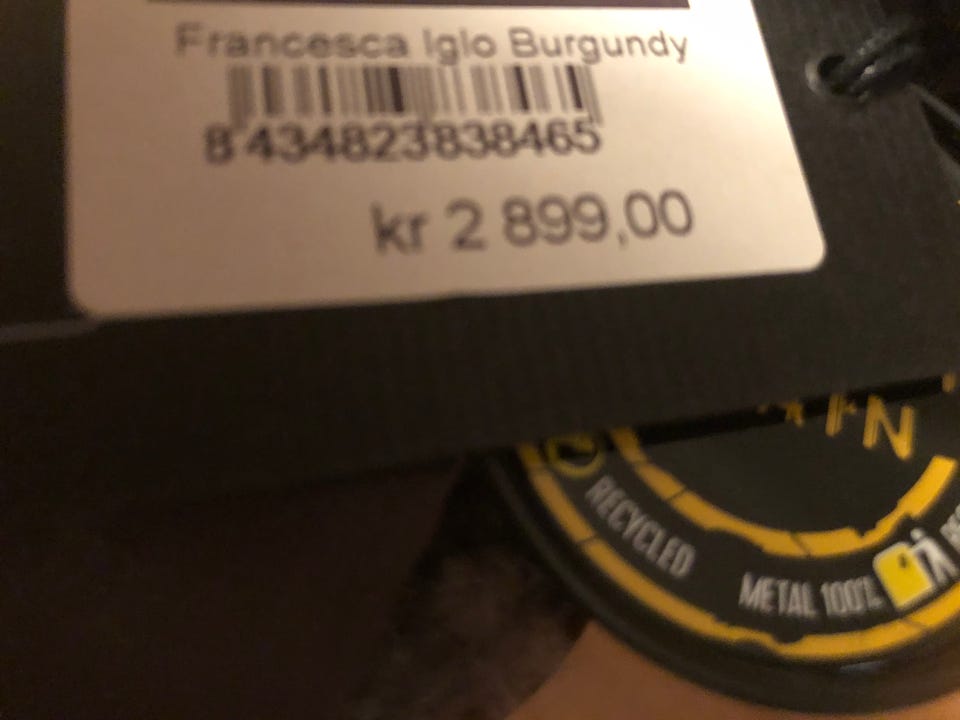 Francesca Iglo Burgundy
8 434823838465
kr 2 899,00
RECYCLED
METAL 100%